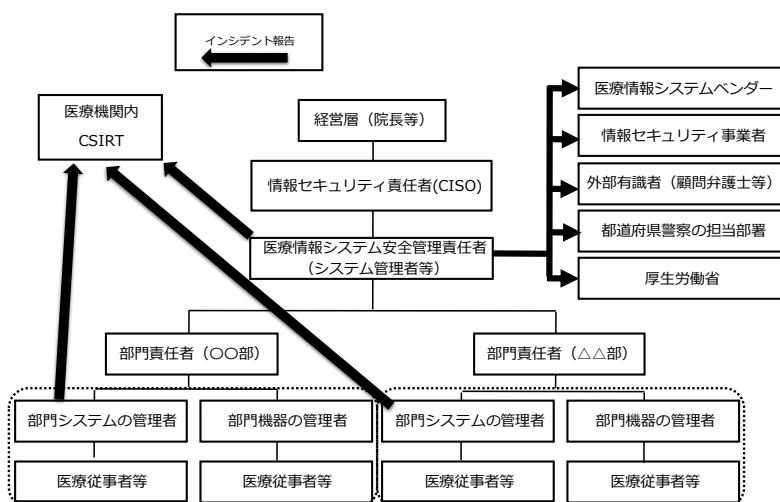 インシデント報告
医療機関内
CSIRT
経営層（院長等）
情報セキュリティ責任者(CISO)
医療情報システム安全管理責任者
（システム管理者等）
医療情報システムベンダー
情報セキュリティ事業者
外部有識者（顧問弁護士等）
都道府県警察の担当部署
厚生労働省
部門責任者（〇〇部）
部門責任者（△△部）
部門システムの管理者
部門機器の管理者
部門システムの管理者
部門機器の管理者
医療従事者等
医療従事者等
医療従事者等
医療従事者等